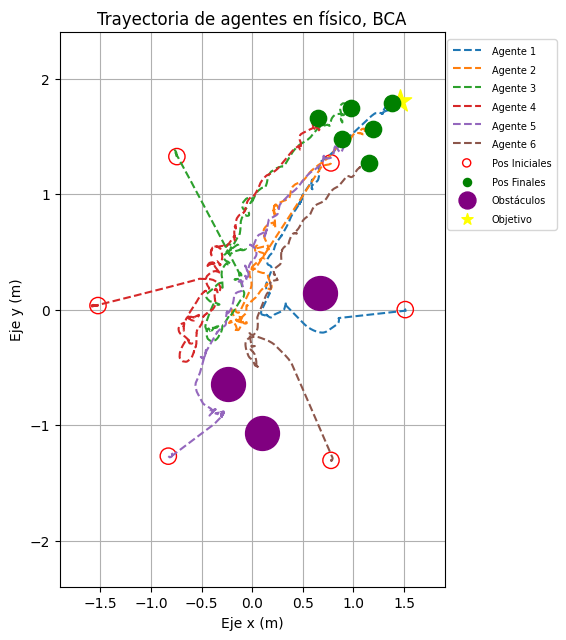 Trayectoria de agentes en físico, BCA
Agente 1
Agente 2
Agente 3
Agente 4
Agente 5
Agente 6
Pos Iniciales
Pos Finales
Obstáculos
Objetivo
Eje y (m)
2
1
0
−1
−2
−1.5
−1.0
−0.5
0.0
0.5
1.0
1.5
Eje x (m)